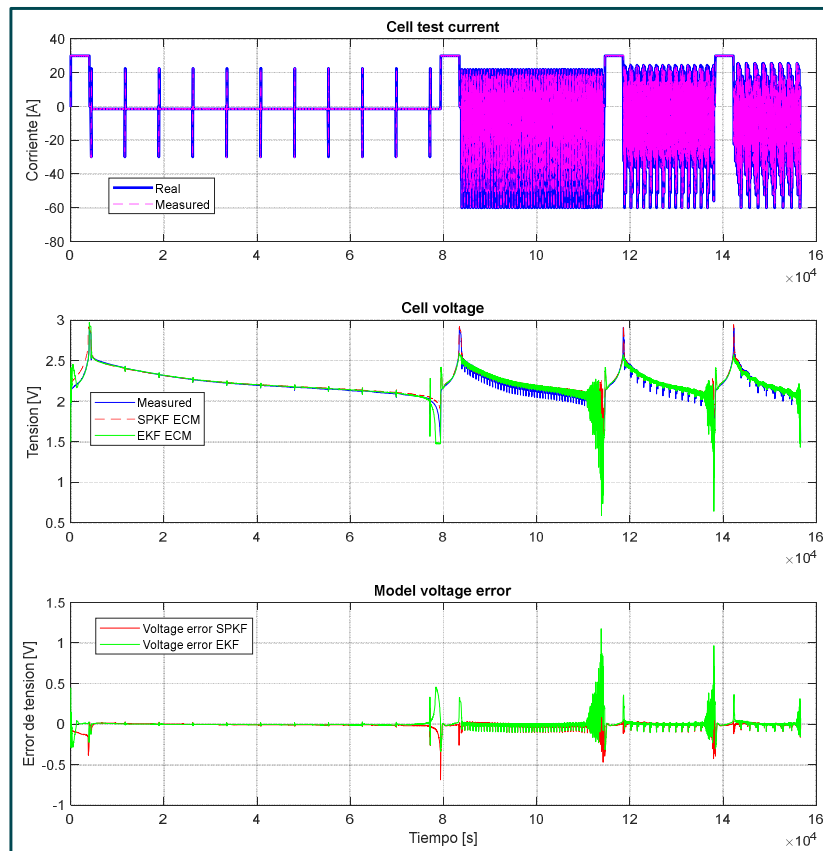 Cell test current
40
20
0
-20
-40
-60
-80
Corriente [A]
Real
Measured
0 2 4 6 8 10 12 14 16
×10^4
Cell voltage
3
2.5
2
1.5
1
0.5
Tension [V]
Measured
SPKF ECM
EKF ECM
0 2 4 6 8 10 12 14 16
×10^4
Model voltage error
1.5
1
0.5
0
-0.5
-1
Error de tension [V]
Voltage error SPKF
Voltage error EKF
0 2 4 6 8 10 12 14 16
Tiempo [s]
×10^4